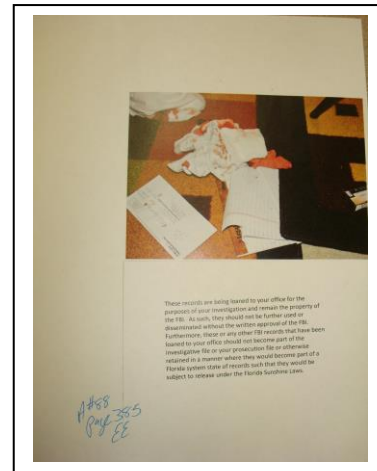 These records are being loaned to your office for the
purposes of your investigation and remain the property of
the FBI. As such, they should not be further used or
disseminated without the written approval of the FBI.
Furthermore, these or any other FBI records that have been
loaned to your office should not become part of the
investigative file or your prosecution file or otherwise
retained in a manner where they would become part of a
Florida system state of records such that they would be
subject to release under the Florida Sunshine Laws.
A#88
page 385
EE